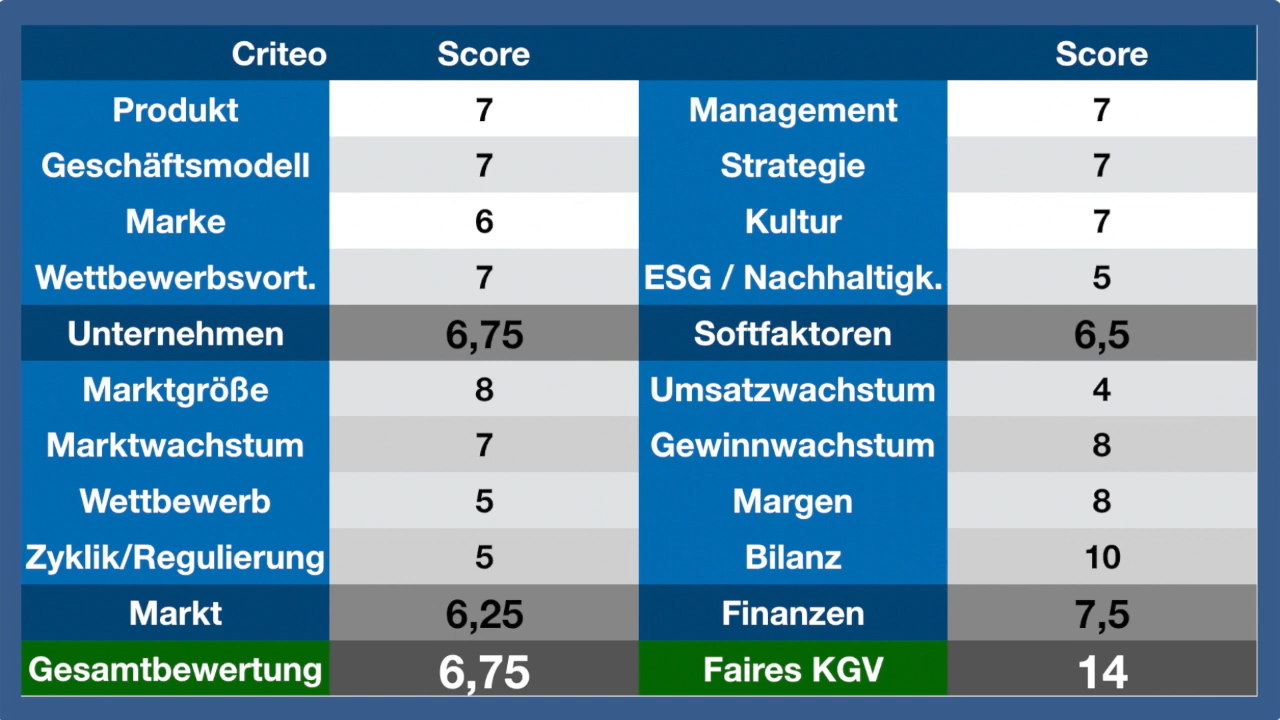 Criteo Score Score
Produkt 7 Management 7
Geschäftsmodell 7 Strategie 7
Marke 6 Kultur 7
Wettbewerbsvort. 7 ESG / Nachhaltigk. 5
Unternehmen 6,75 Softfaktoren 6,5
Marktgröße 8 Umsatzwachstum 4
Marktwachstum 7 Gewinnwachstum 8
Wettbewerb 5 Margen 8
Zyklik/Regulierung 5 Bilanz 10
Markt 6,25 Finanzen 7,5
Gesamtbewertung 6,75 Faires KGV 14